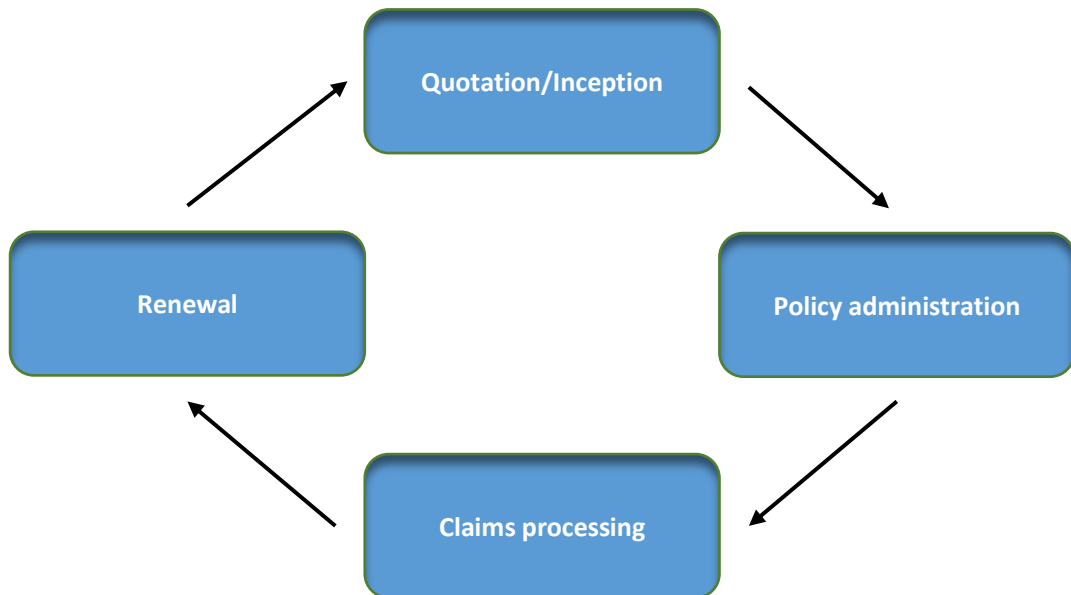 Quotation/Inception
Renewal
Policy administration
Claims processing